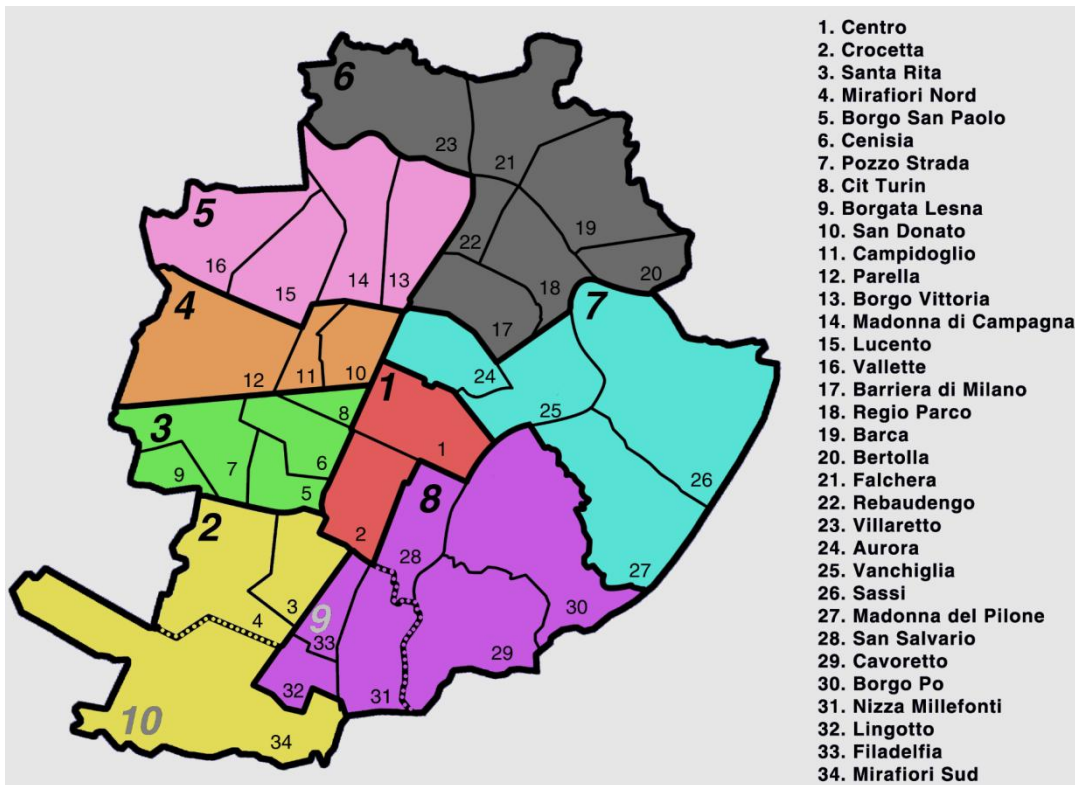 1. Centro
2. Crocetta
3. Santa Rita
4. Mirafiori Nord
5. Borgo San Paolo
6. Cenisia
7. Pozzo Strada
8. Cit Turin
9. Borgata Lesna
10. San Donato
11. Campidoglio
12. Parella
13. Borgo Vittoria
14. Madonna di Campagna
15. Lucento
16. Vallette
17. Barriera di Milano
18. Regio Parco
19. Barca
20. Bertolla
21. Falchera
22. Rebaudengo
23. Villaretto
24. Aurora
25. Vanchiglia
26. Sassi
27. Madonna del Pilone
28. San Salvario
29. Cavoretto
30. Borgo Po
31. Nizza Millefonti
32. Lingotto
33. Filadelfia
34. Mirafiori Sud
6
23
21
5
22
19
16
14
13
20
15
18
4
7
17
12
11
10
24
1
8
25
3
1
6
26
9
7
5
8
2
2
28
27
3
30
4
9
33
29
32
31
10
34